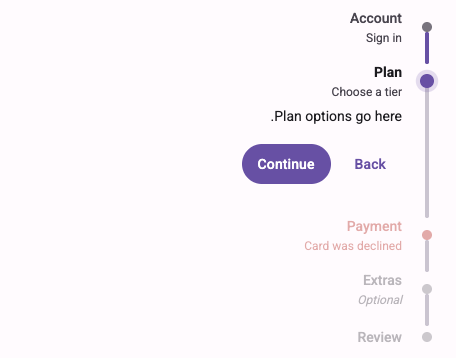 Account
Sign in
Plan
Choose a tier
.Plan options go here
Continue Back
Payment
Card was declined
Extras
Optional
Review